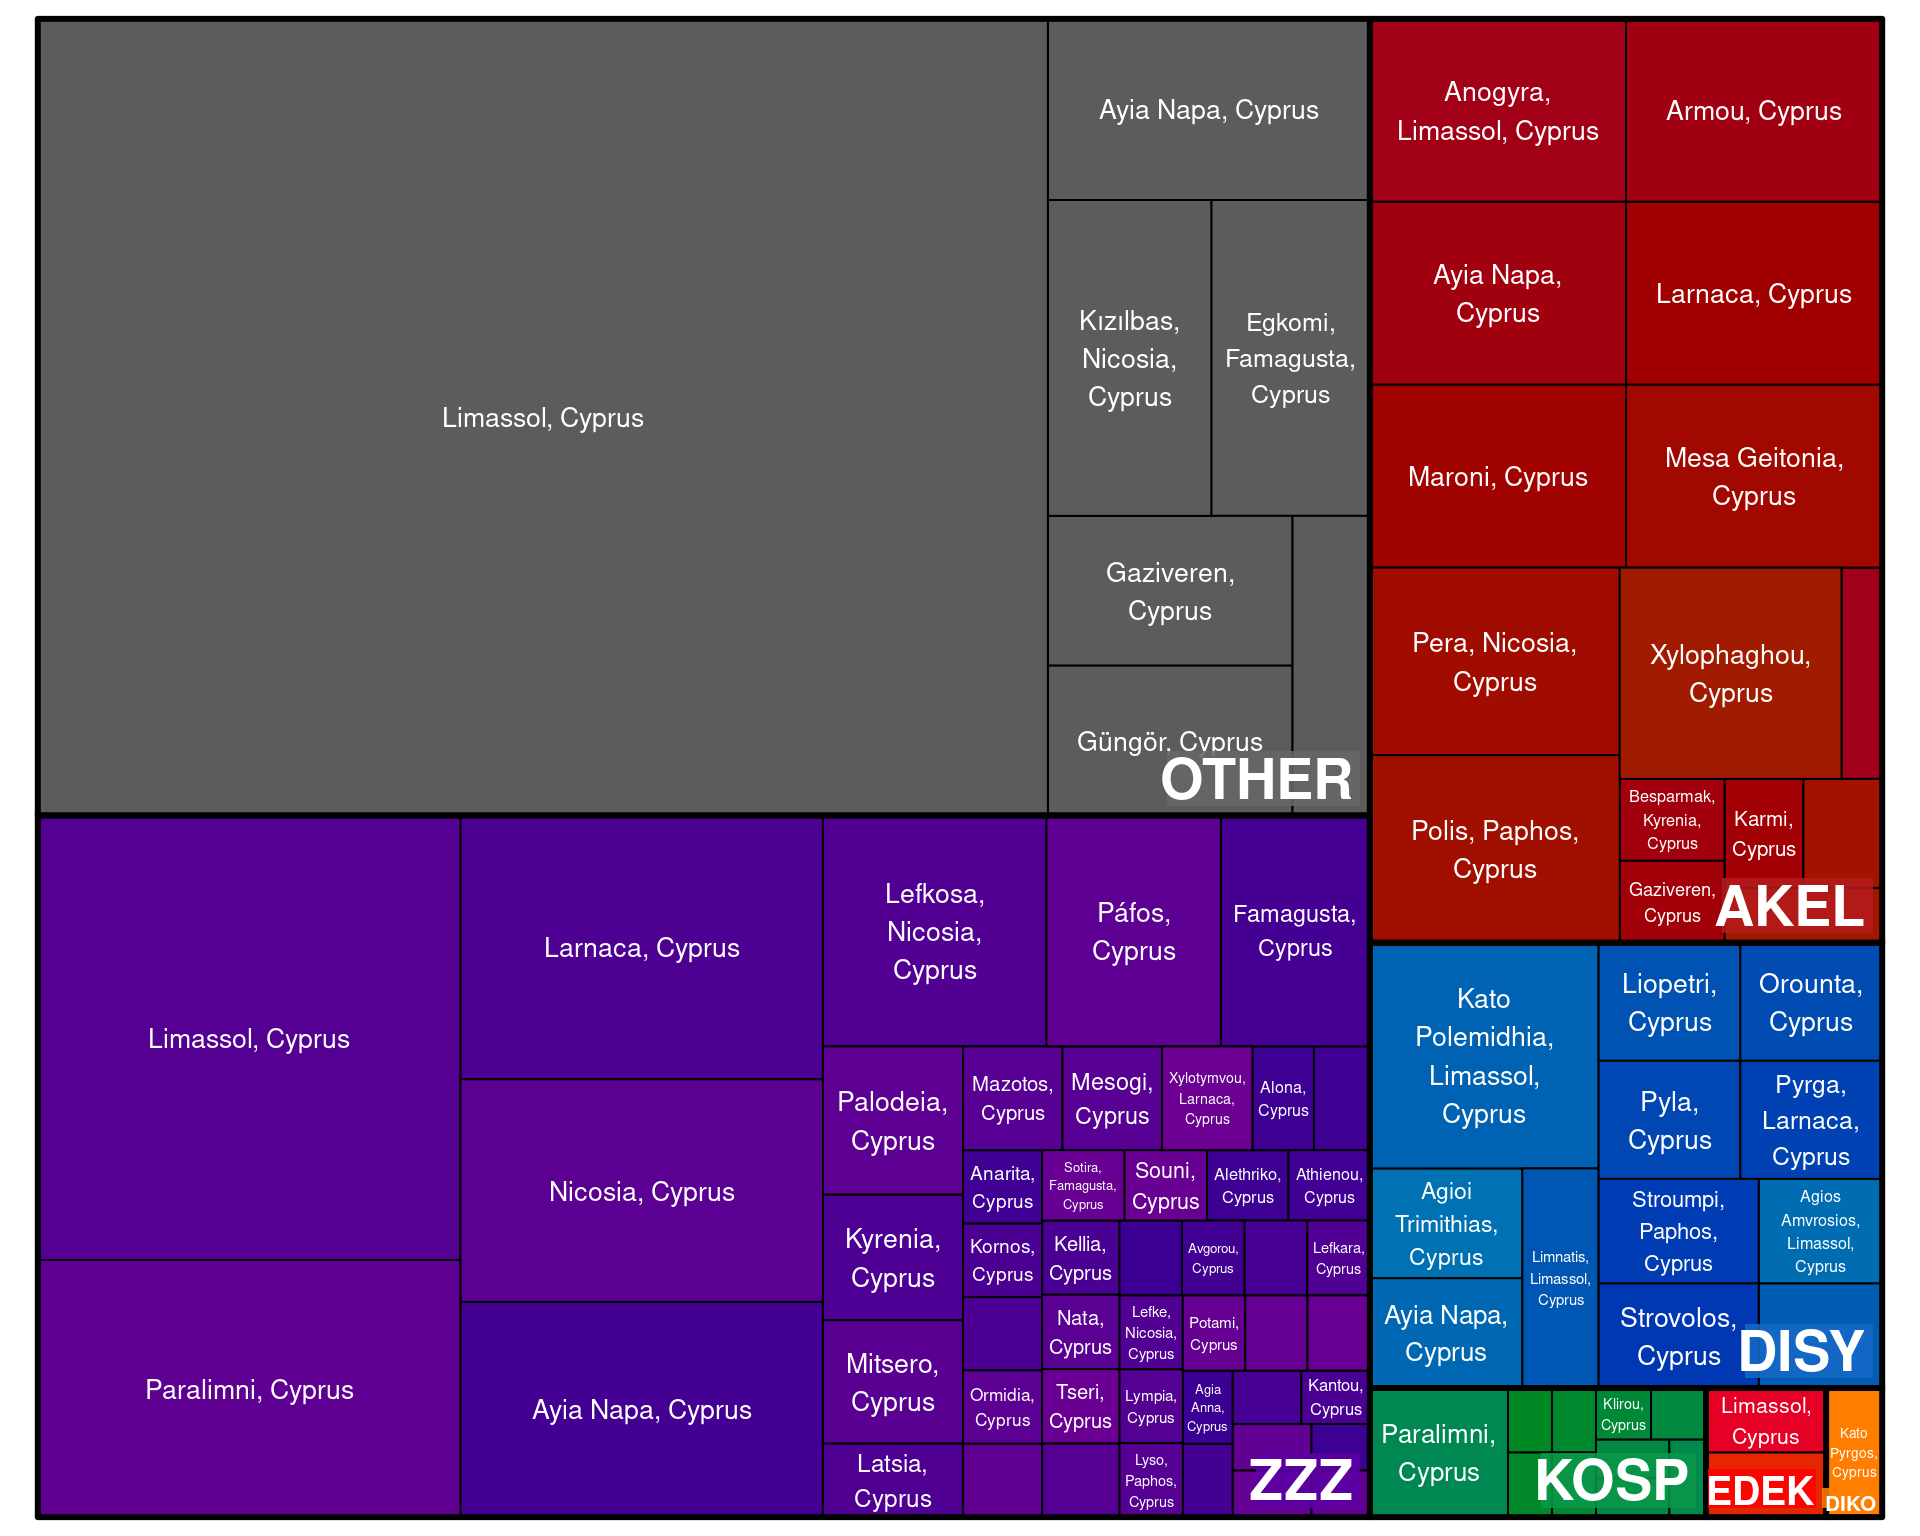 Limassol, Cyprus
Ayia Napa, Cyprus
Kızılbas,
Nicosia,
Cyprus
Egkomi,
Famagusta,
Cyprus
Gaziveren,
Cyprus
Güngör, Cyprus
OTHER
Anogyra,
Limassol, Cyprus
Armou, Cyprus
Ayia Napa,
Cyprus
Larnaca, Cyprus
Maroni, Cyprus
Mesa Geitonia,
Cyprus
Pera, Nicosia,
Cyprus
Xylophaghou,
Cyprus
Polis, Paphos,
Cyprus
Besparmak,
Kyrenia,
Cyprus
Karmi,
Cyprus
Gaziveren,
Cyprus
AKEL
Limassol, Cyprus
Paralimni, Cyprus
Larnaca, Cyprus
Nicosia, Cyprus
Ayia Napa, Cyprus
Lefkosa,
Nicosia,
Cyprus
Páfos,
Cyprus
Famagusta,
Cyprus
Palodeia,
Cyprus
Kyrenia,
Cyprus
Mitsero,
Cyprus
Latsia,
Cyprus
Mazotos,
Cyprus
Mesogi,
Cyprus
Xylotymvou,
Larnaca,
Cyprus
Alona,
Cyprus
Anarita,
Cyprus
Sotira,
Famagusta,
Cyprus
Souni,
Cyprus
Alethriko,
Cyprus
Athienou,
Cyprus
Kornos,
Cyprus
Kellia,
Cyprus
Avgorou,
Cyprus
Lefkara,
Cyprus
Nata,
Cyprus
Lefke,
Nicosia,
Cyprus
Potami,
Cyprus
Ormidia,
Cyprus
Tseri,
Cyprus
Lympia,
Cyprus
Agia
Anna,
Cyprus
Kantou,
Cyprus
Lyso,
Paphos,
Cyprus
ZZZ
Kato
Polemidhia,
Limassol,
Cyprus
Liopetri,
Cyprus
Orounta,
Cyprus
Pyla,
Cyprus
Pyrga,
Larnaca,
Cyprus
Agioi
Trimithias,
Cyprus
Limnatis,
Limassol,
Cyprus
Ayia Napa,
Cyprus
Stroumpi,
Paphos,
Cyprus
Agios
Amvrosios,
Limassol,
Cyprus
Strovolos,
Cyprus
DISY
Paralimni,
Cyprus
Klirou,
Cyprus
KOSP
Limassol,
Cyprus
EDEK
Kato
Pyrgos,
Cyprus
DIKO